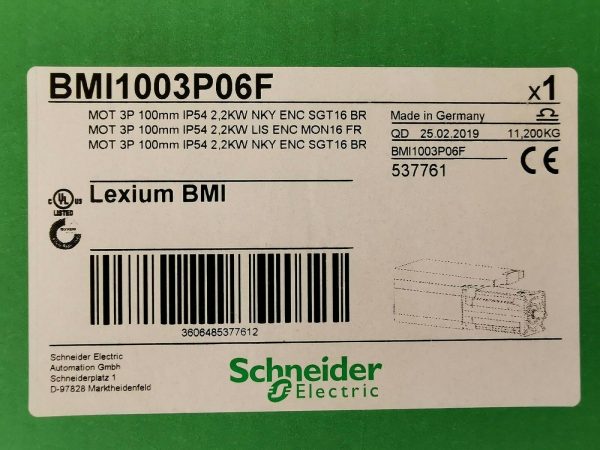 BMI1003P06F
x1
MOT 3P 100mm IP54 2,2KW NKY ENC SGT16 BR
MOT 3P 100mm IP54 2,2KW LIS ENC MON16 FR
MOT 3P 100mm IP54 2,2KW NKY ENC SGT16 BR
Made in Germany
QD 25.02.2019 11,200KG
BMI1003P06F
537761
CE
C UL US
LISTED
Lexium BMI
3606485377612
Schneider Electric
Automation GmbH
Schneiderplatz 1
D-97828 Marktheidenfeld
Schneider
Electric